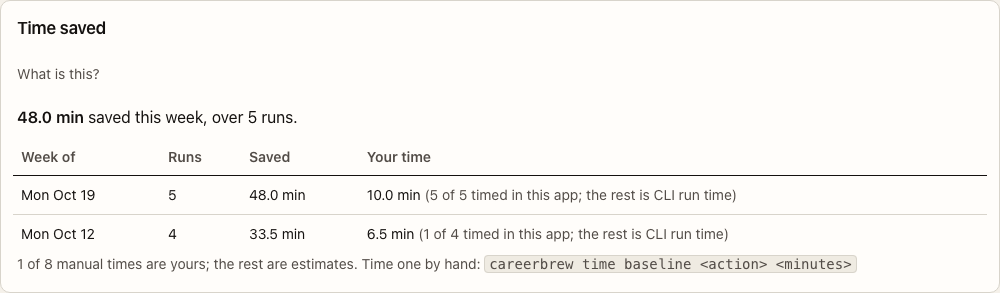 Time saved
What is this?
48.0 min saved this week, over 5 runs.
Week of Runs Saved Your time
Mon Oct 19 5 48.0 min 10.0 min (5 of 5 timed in this app; the rest is CLI run time)
Mon Oct 12 4 33.5 min 6.5 min (1 of 4 timed in this app; the rest is CLI run time)
1 of 8 manual times are yours; the rest are estimates. Time one by hand: careerbrew time baseline <action> <minutes>